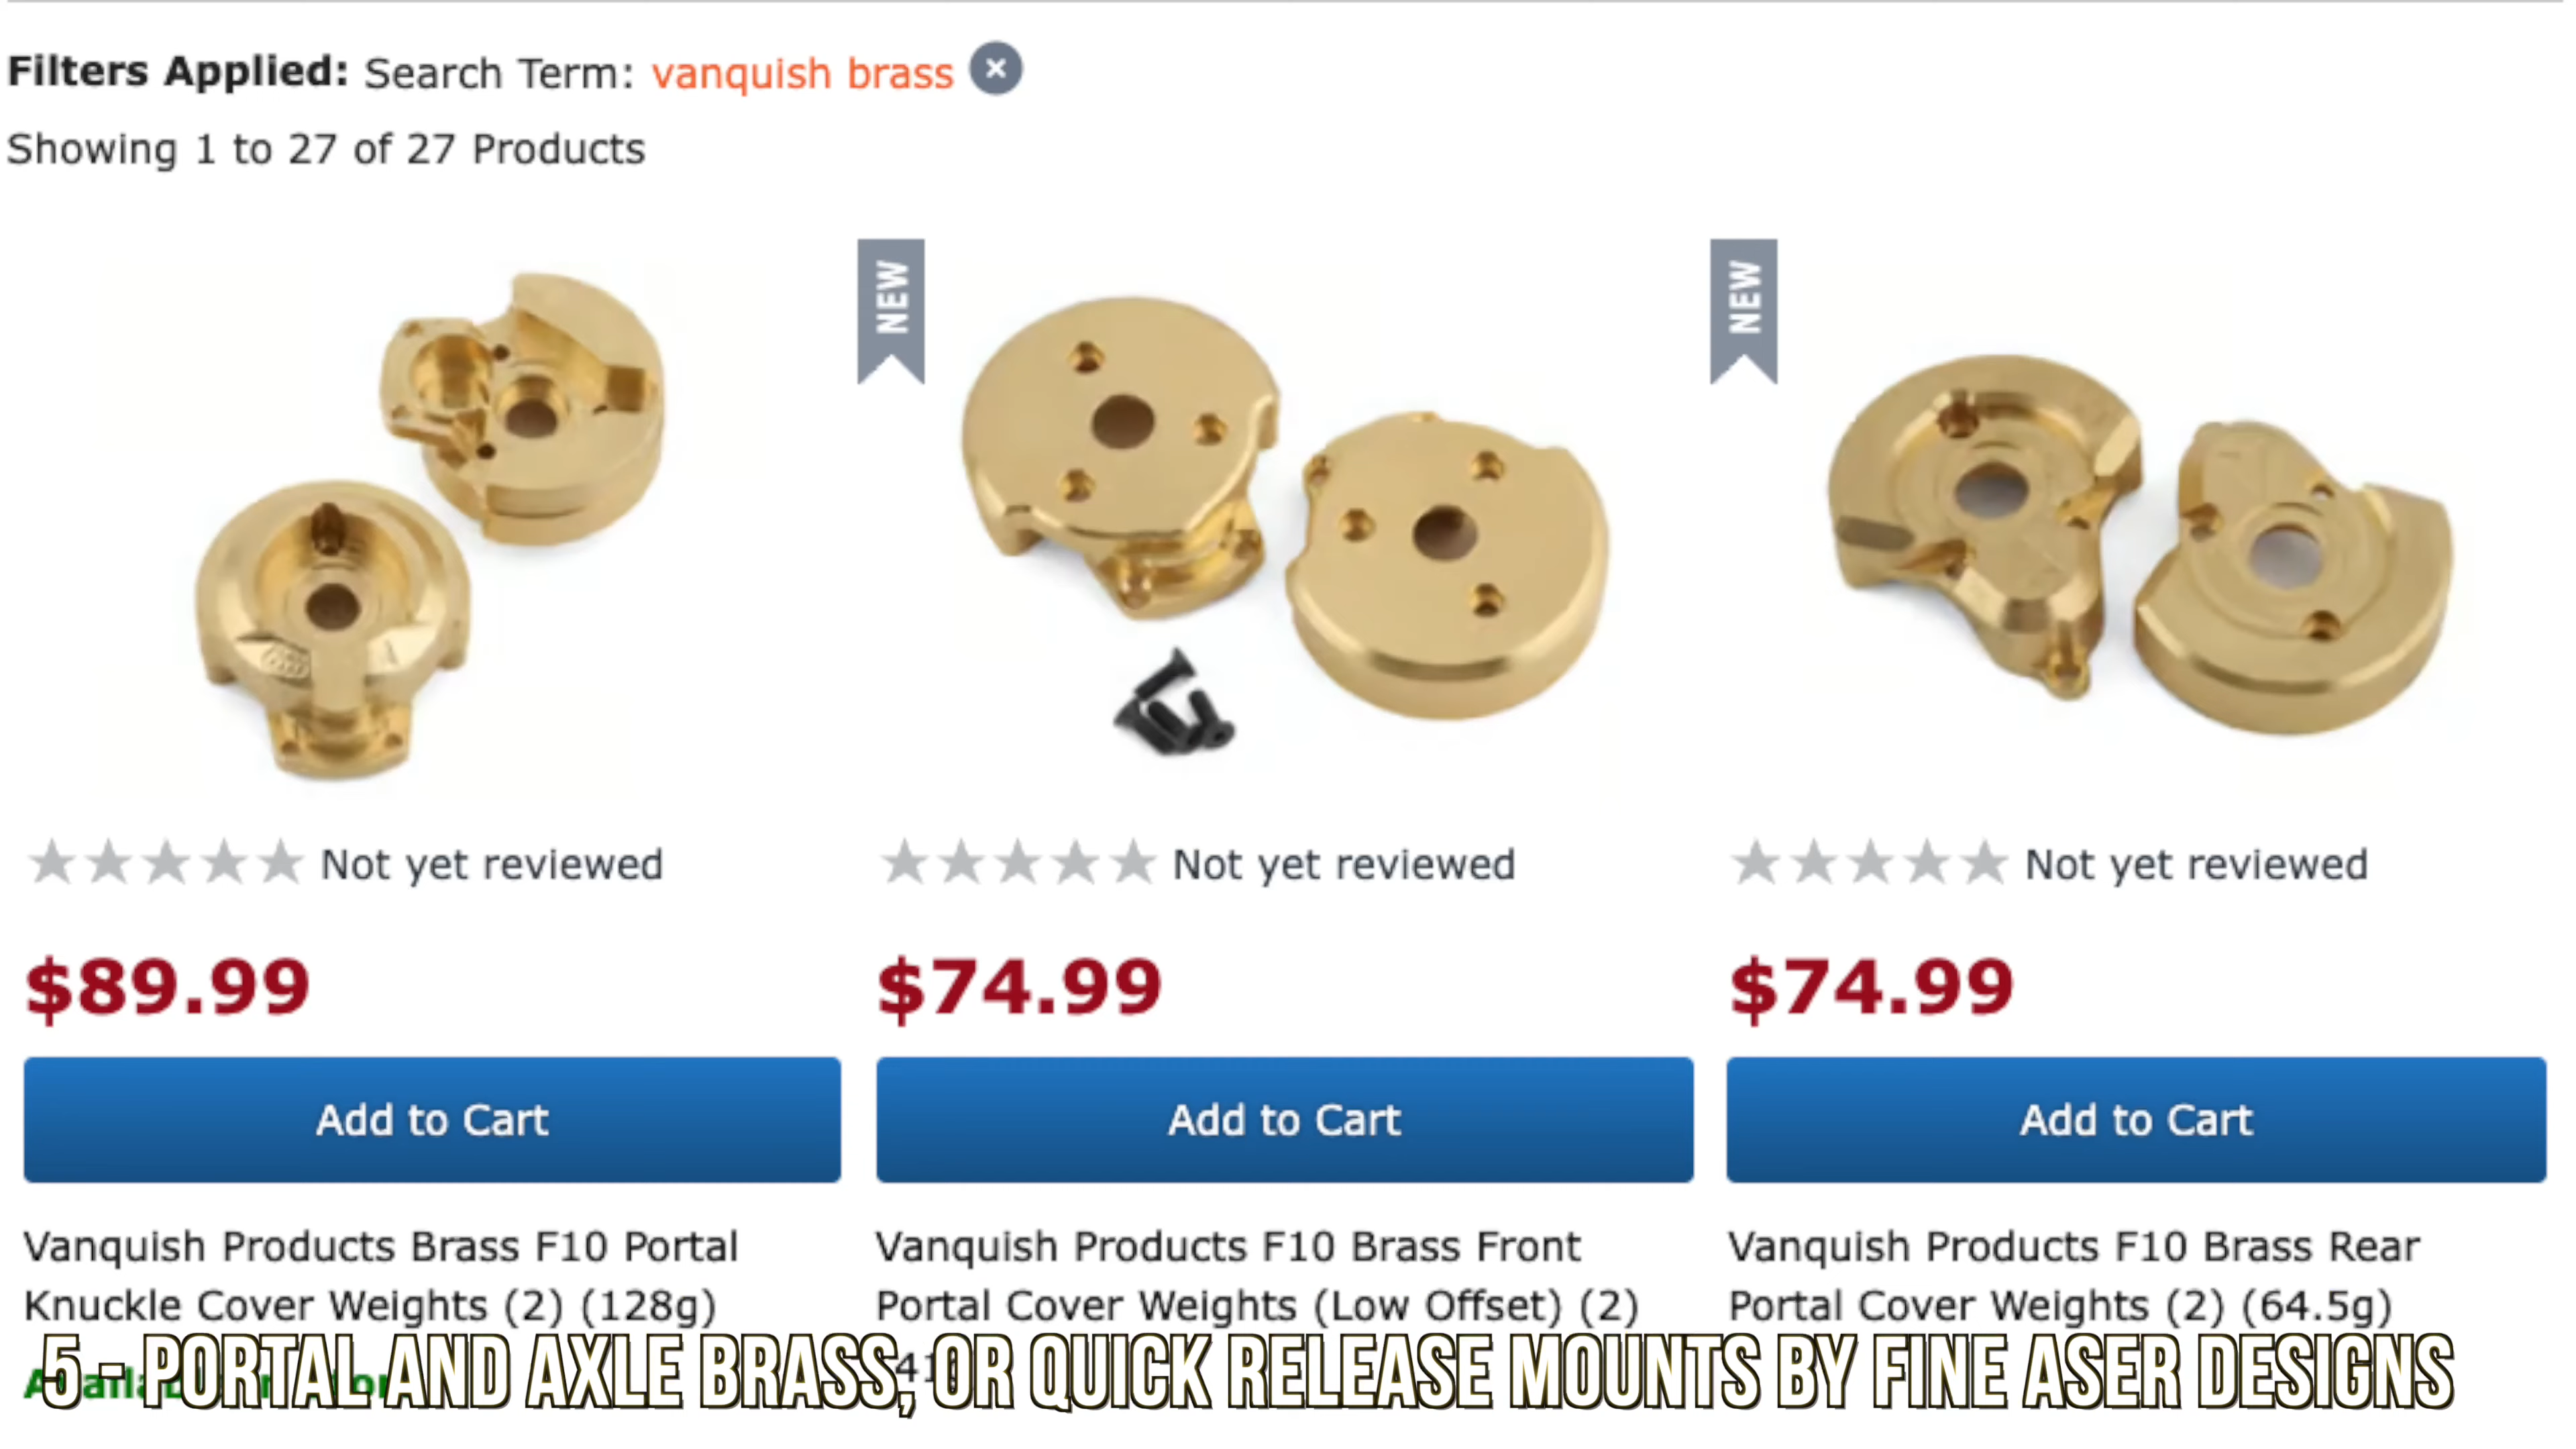 Filters Applied: Search Term: vanquish brass
Showing 1 to 27 of 27 Products
NEW
NEW
Not yet reviewed
Not yet reviewed
Not yet reviewed
$89.99
$74.99
$74.99
Add to Cart
Add to Cart
Add to Cart
Vanquish Products Brass F10 Portal
Knuckle Cover Weights (2) (128g)
Vanquish Products F10 Brass Front
Portal Cover Weights (Low Offset) (2)
Vanquish Products F10 Brass Rear
Portal Cover Weights (2) (64.5g)
5 - PORTAL AND AXLE BRASS, OR QUICK RELEASE MOUNTS BY FINE ASER DESIGNS